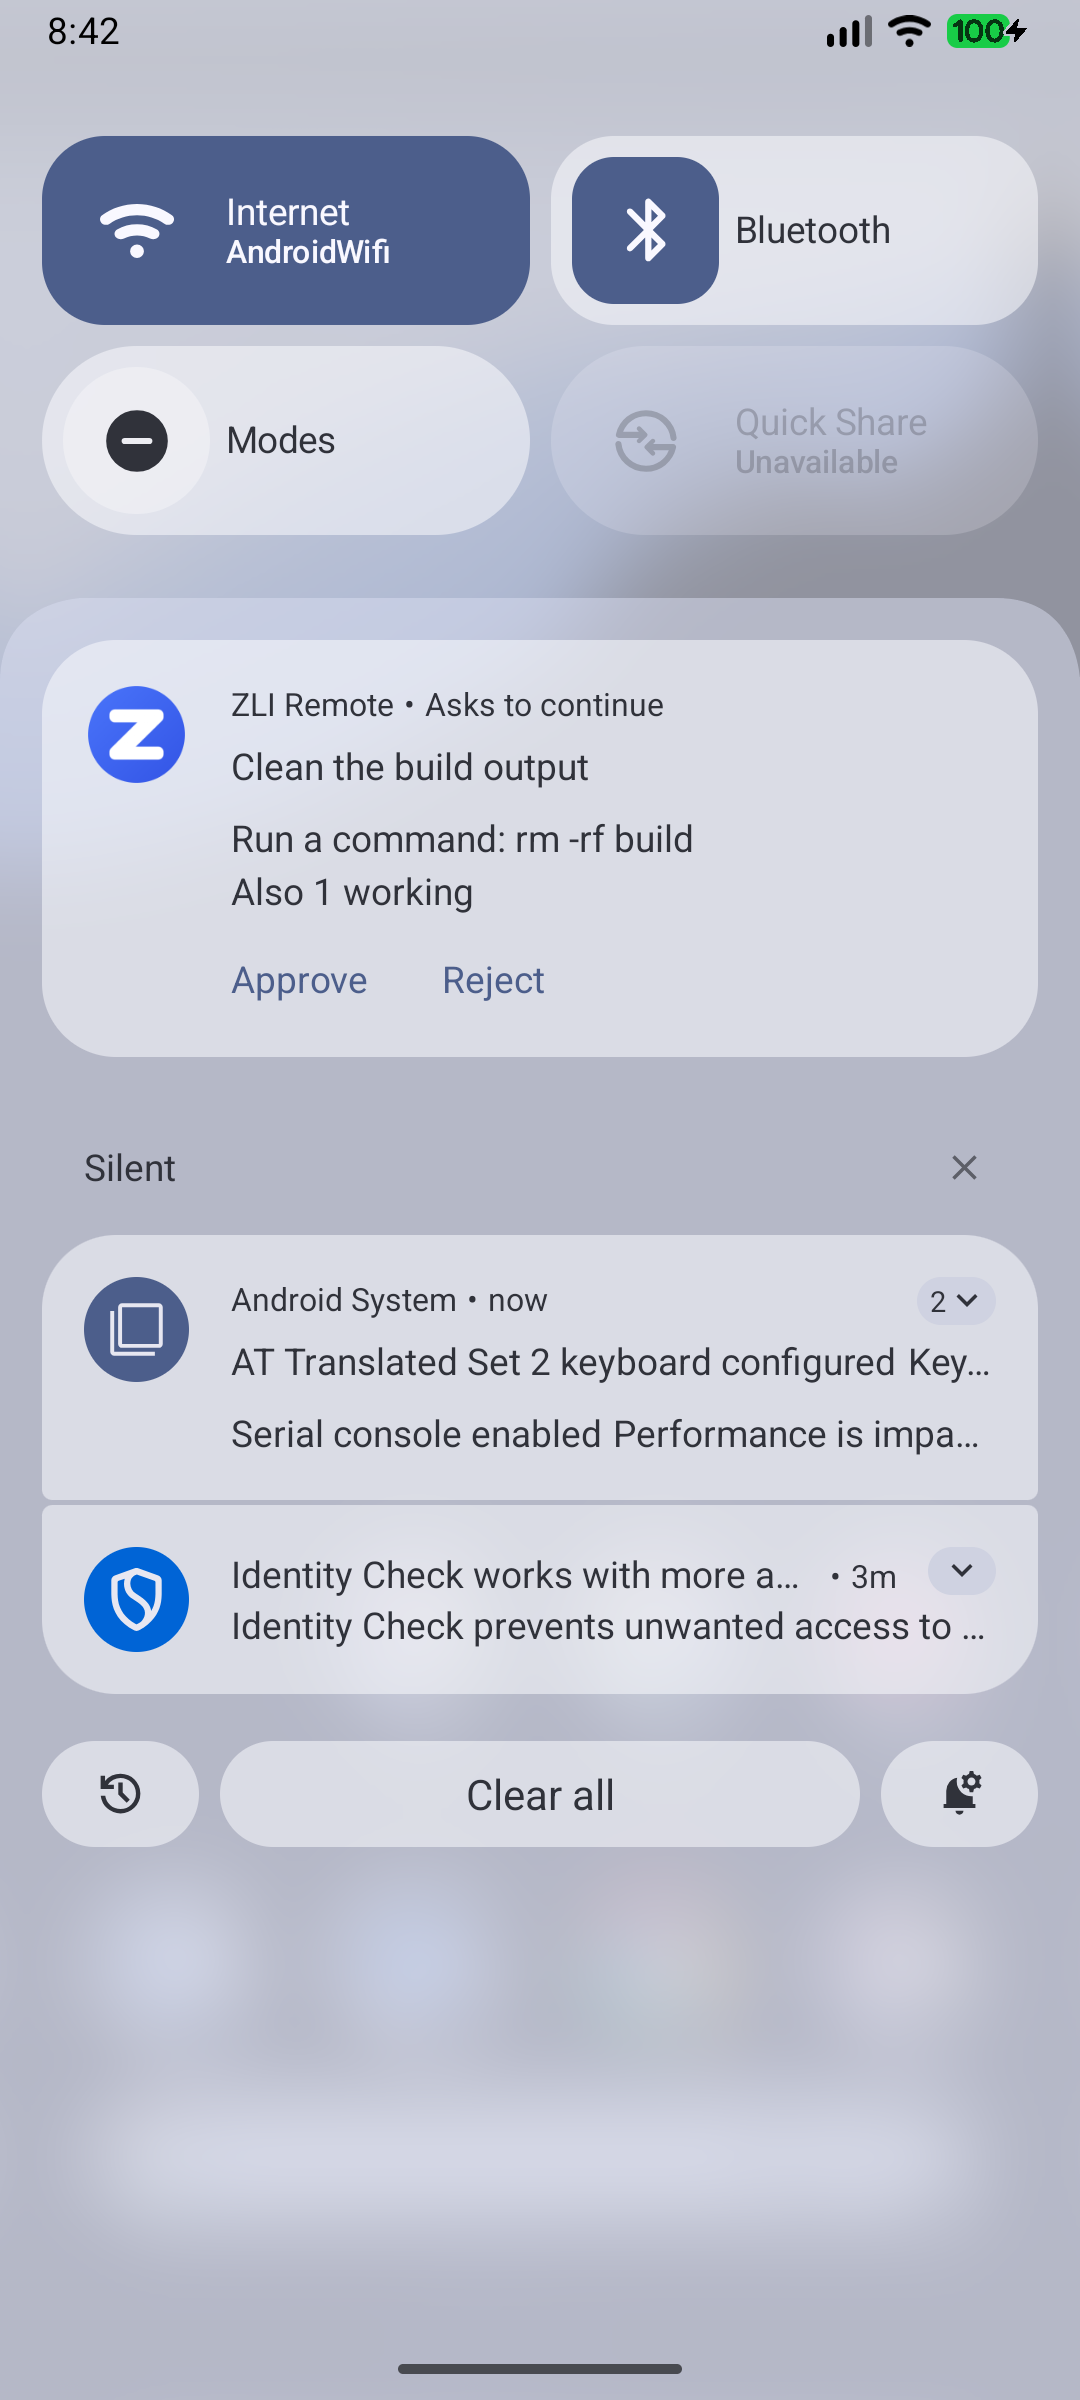 8:42
100
Internet
AndroidWifi
Bluetooth
Modes
Quick Share
Unavailable
ZLI Remote • Asks to continue
Clean the build output
Run a command: rm -rf build
Also 1 working
Approve Reject
Silent
Android System • now
2
AT Translated Set 2 keyboard configured Key…
Serial console enabled Performance is impa…
Identity Check works with more a… • 3m
Identity Check prevents unwanted access to …
Clear all